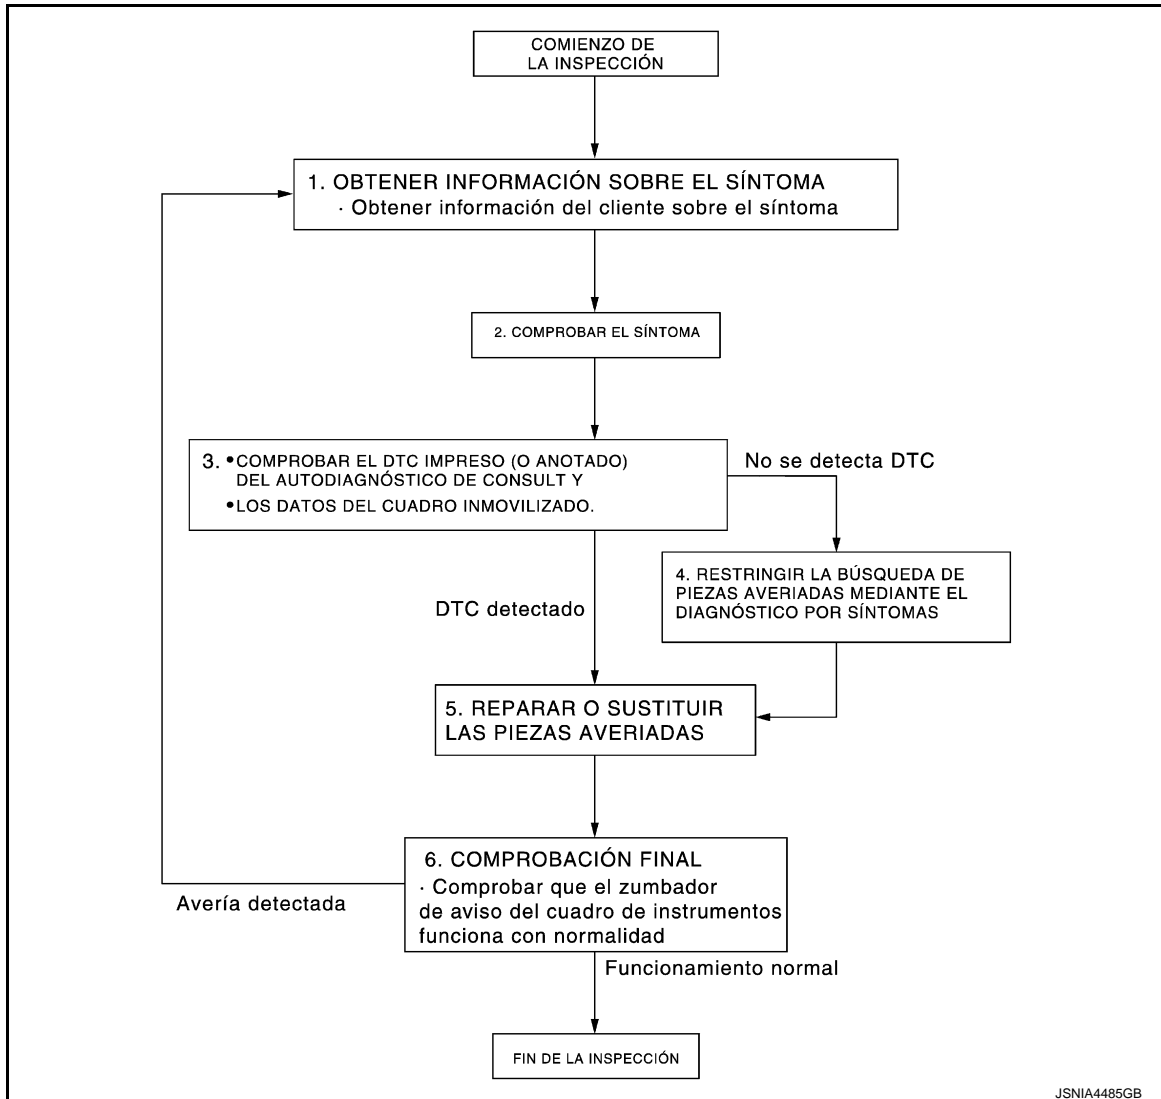 COMIENZO DE
LA INSPECCIÓN
1. OBTENER INFORMACIÓN SOBRE EL SÍNTOMA
· Obtener información del cliente sobre el síntoma
2. COMPROBAR EL SÍNTOMA
3. •COMPROBAR EL DTC IMPRESO (O ANOTADO)
DEL AUTODIAGNÓSTICO DE CONSULT Y
•LOS DATOS DEL CUADRO INMOVILIZADO.
No se detecta DTC
4. RESTRINGIR LA BÚSQUEDA DE
PIEZAS AVERIADAS MEDIANTE EL
DIAGNÓSTICO POR SÍNTOMAS
DTC detectado
5. REPARAR O SUSTITUIR
LAS PIEZAS AVERIADAS
6. COMPROBACIÓN FINAL
· Comprobar que el zumbador
de aviso del cuadro de instrumentos
funciona con normalidad
Avería detectada
Funcionamiento normal
FIN DE LA INSPECCIÓN
JSNIA4485GB